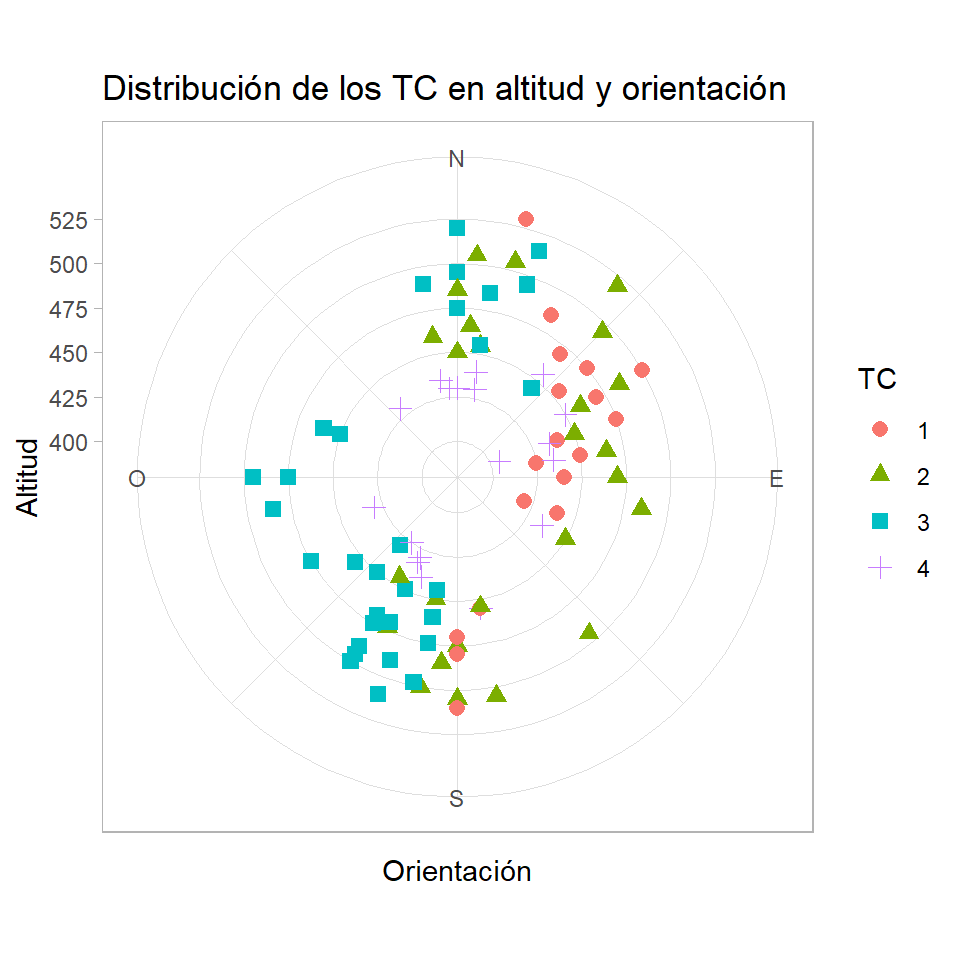 Distribución de los TC en altitud y orientación
N
525
500
475
450
425
400
Altitud
O
E
S
Orientación
TC
1
2
3
4